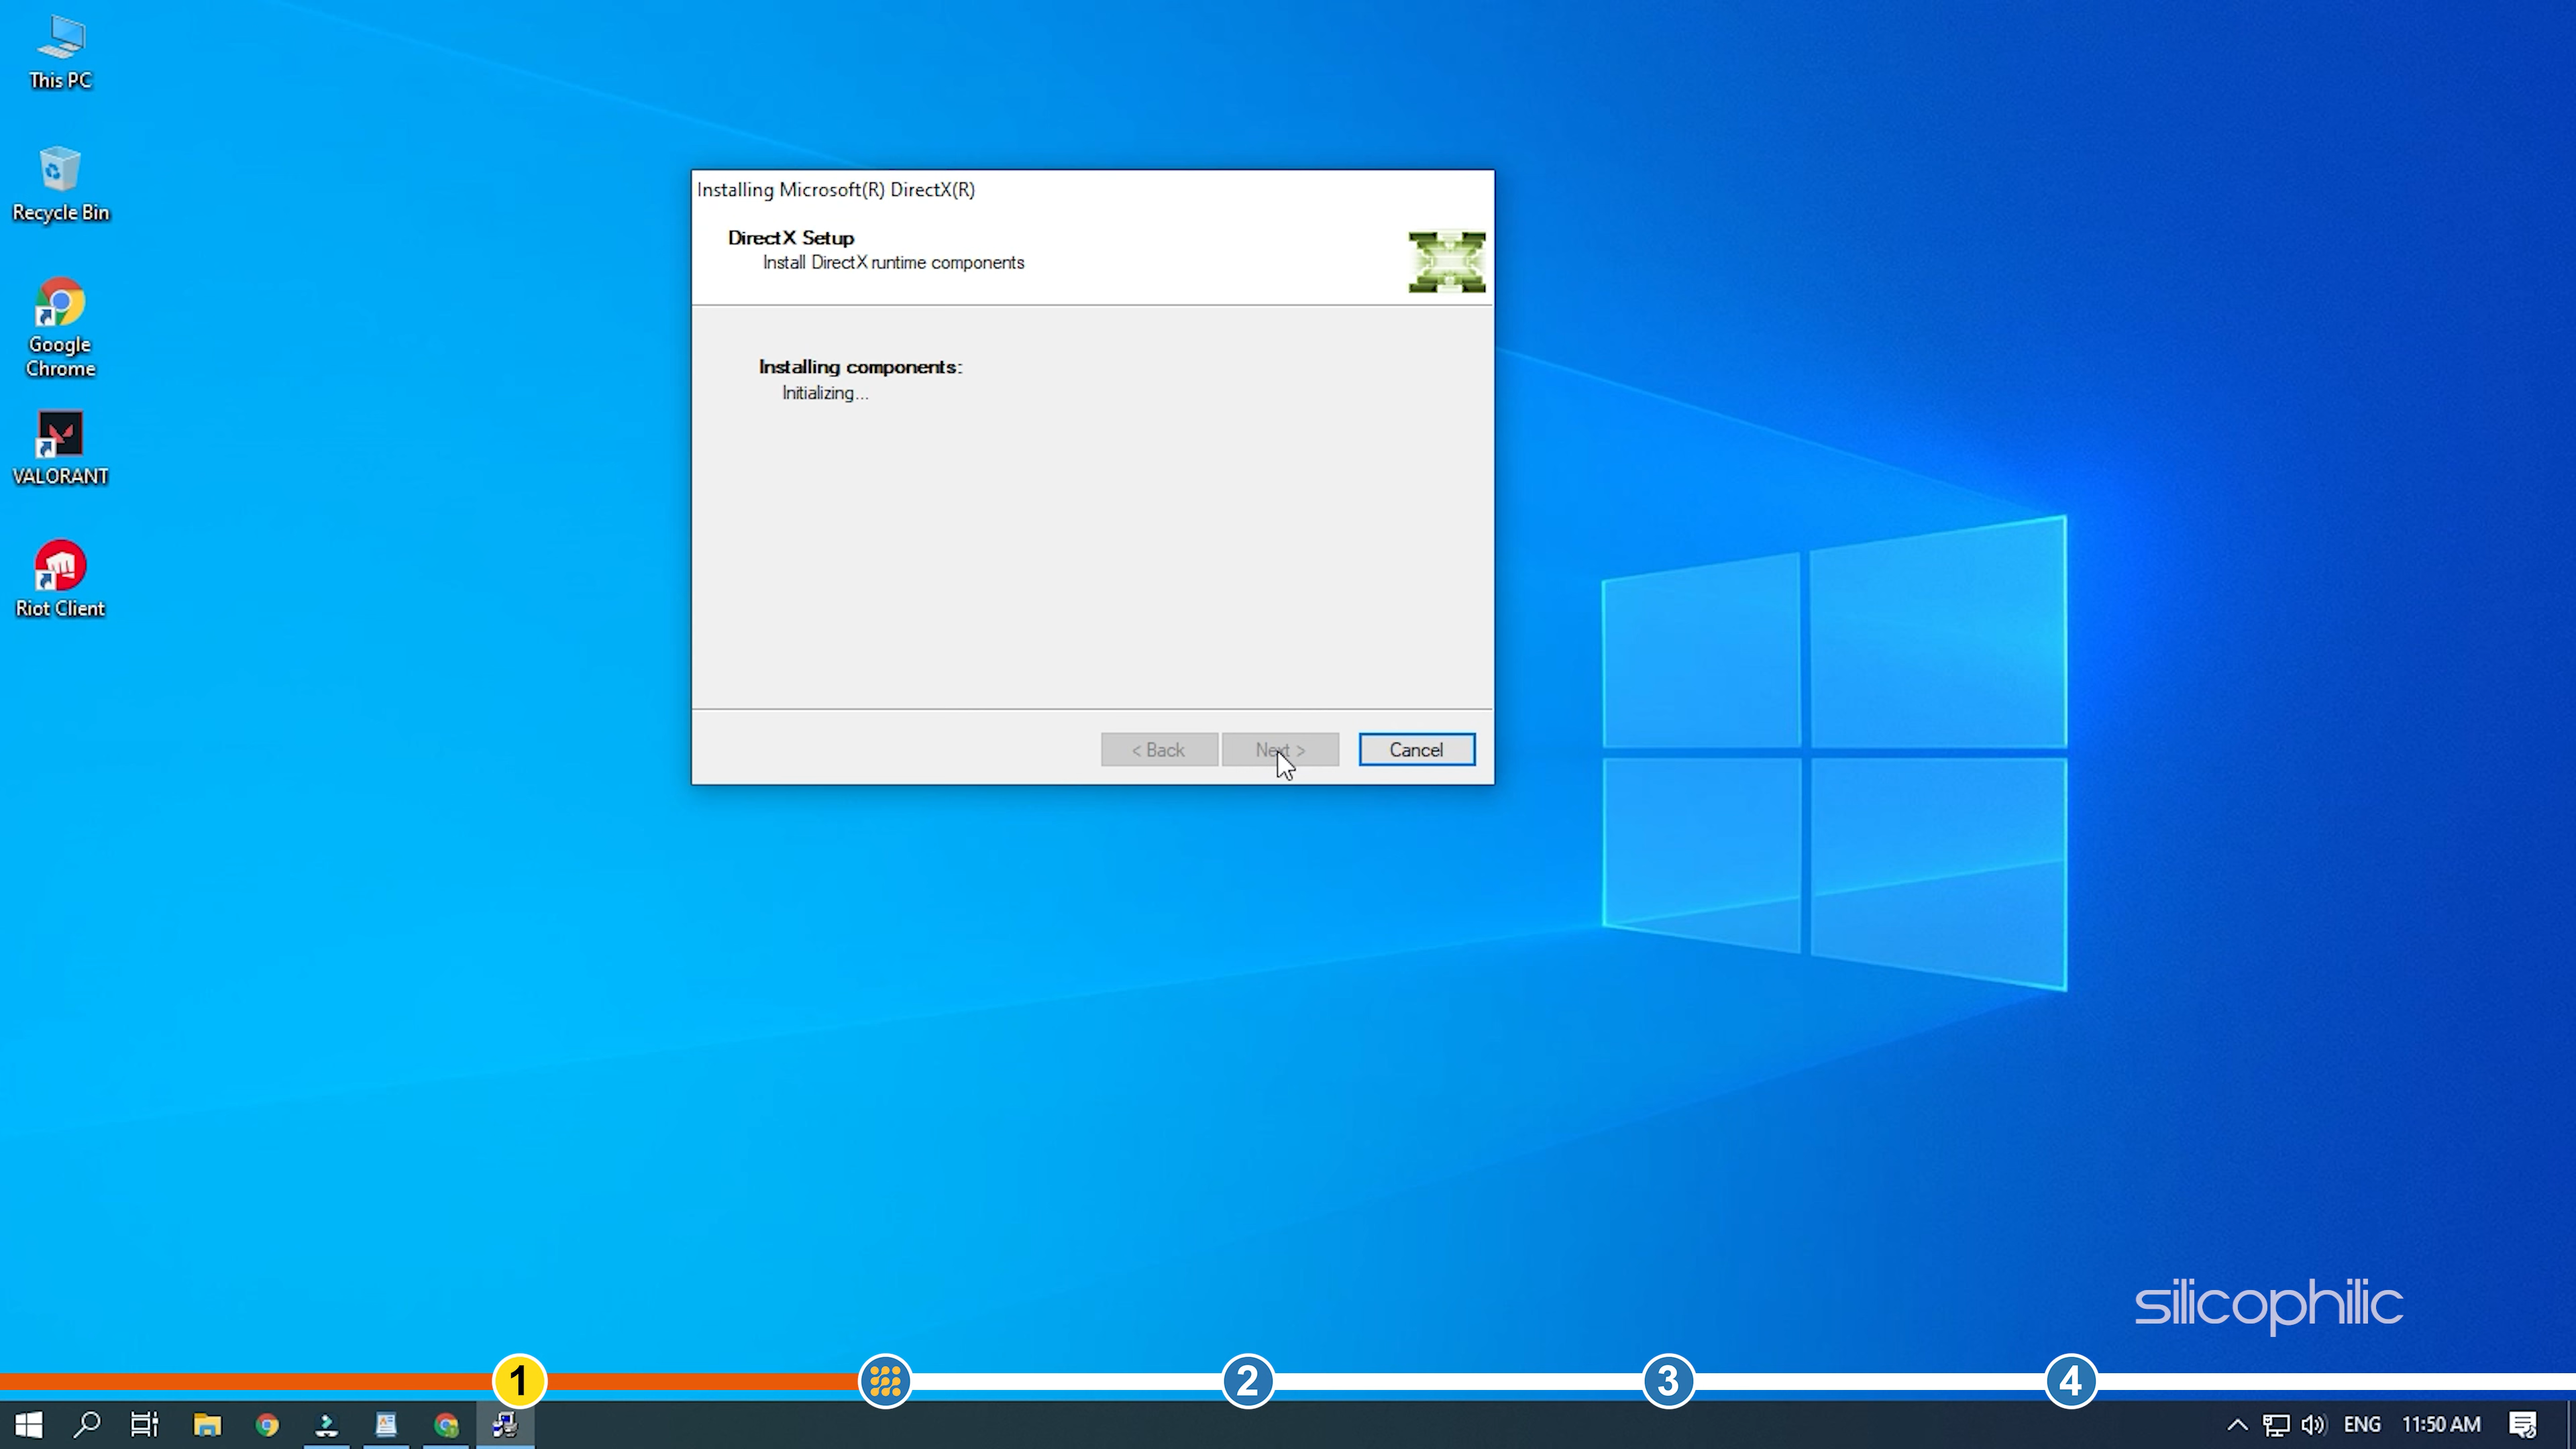 This PC
Recycle Bin
Google
Chrome
VALORANT
Riot Client
Installing Microsoft(R) DirectX(R)
DirectX Setup
Install DirectX runtime components
Installing components:
Initializing...
< Back
Next >
Cancel
silicophilic
1
2
3
4
ENG
11:50 AM